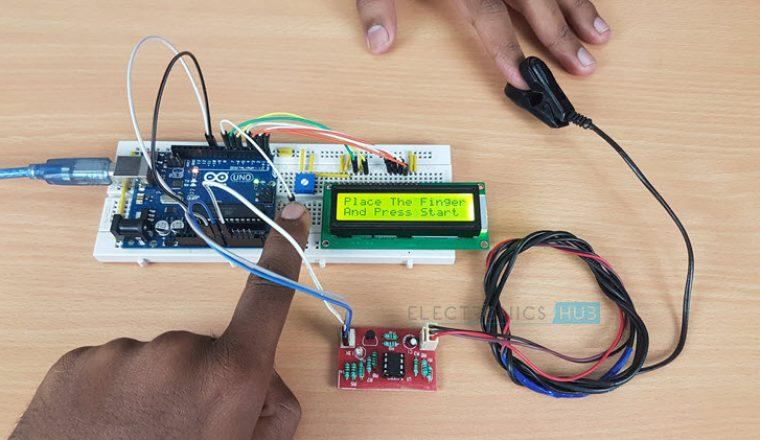 UNO
Place The Finger
And Press Start
ELECTRONICS HUB